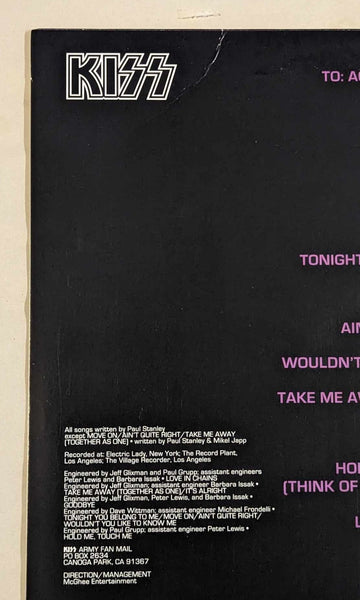 KISS
TO: AC
TONIGHT
AIN
WOULDN'T
TAKE ME AW
HOL
(THINK OF
L
All songs written by Paul Stanley
except MOVE ON/AIN'T QUITE RIGHT/TAKE ME AWAY
(TOGETHER AS ONE) • written by Paul Stanley & Mikel Japp
Recorded at: Electric Lady, New York; The Record Plant,
Los Angeles; The Village Recorder, Los Angeles
Engineered by Jeff Glixman and Paul Grupp; assistant engineers
Peter Lewis and Barbara Issak • LOVE IN CHAINS
Engineered by Jeff Glixman; assistant engineer Barbara Issak •
TAKE ME AWAY (TOGETHER AS ONE)/IT'S ALRIGHT
Engineered by Jeff Glixman, Peter Lewis, and Barbara Issak •
GOODBYE
Engineered by Dave Wittman; assistant engineer Michael Frondelli •
TONIGHT YOU BELONG TO ME/MOVE ON/AIN'T QUITE RIGHT/
WOULDN'T YOU LIKE TO KNOW ME
Engineered by Paul Grupp; assistant engineer Peter Lewis •
HOLD ME, TOUCH ME
KISS ARMY FAN MAIL
PO BOX 2634
CANOGA PARK, CA 91367
DIRECTION/MANAGEMENT
McGhee Entertainment